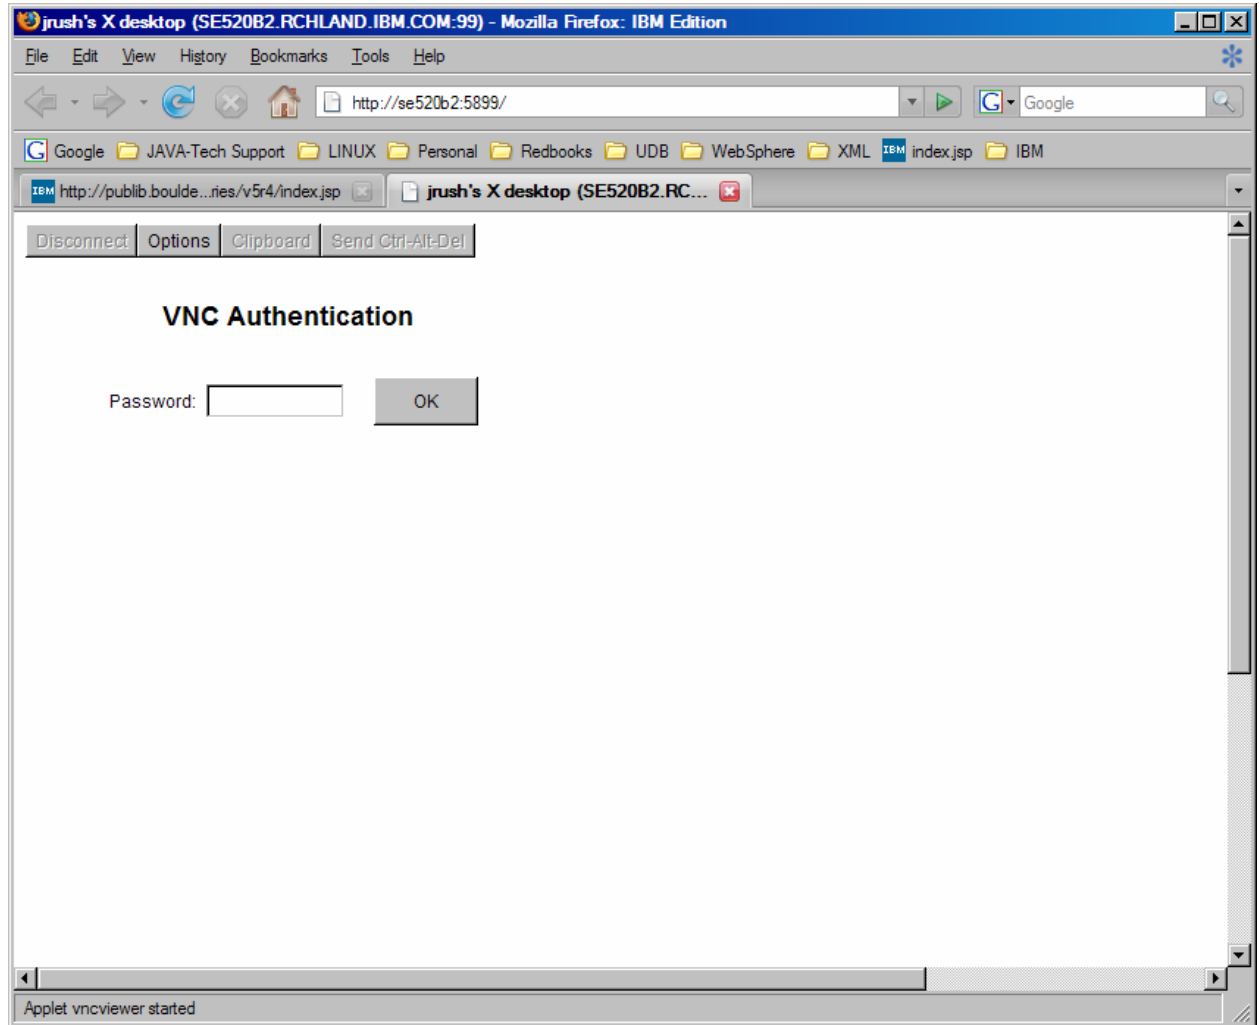 jrush's X desktop (SE520B2.RCHLAND.IBM.COM:99) - Mozilla Firefox: IBM Edition
File Edit View History Bookmarks Tools Help
http://se520b2:5899/ G Google
G Google JAVA-Tech Support LINUX Personal Redbooks UDB WebSphere XML IBM index.jsp IBM
IBM http://publib.boulde...ries/v5r4/index.jsp jrush's X desktop (SE520B2.RC...
Disconnect Options Clipboard Send Ctrl-Alt-Del
VNC Authentication
Password: OK
Applet vncviewer started